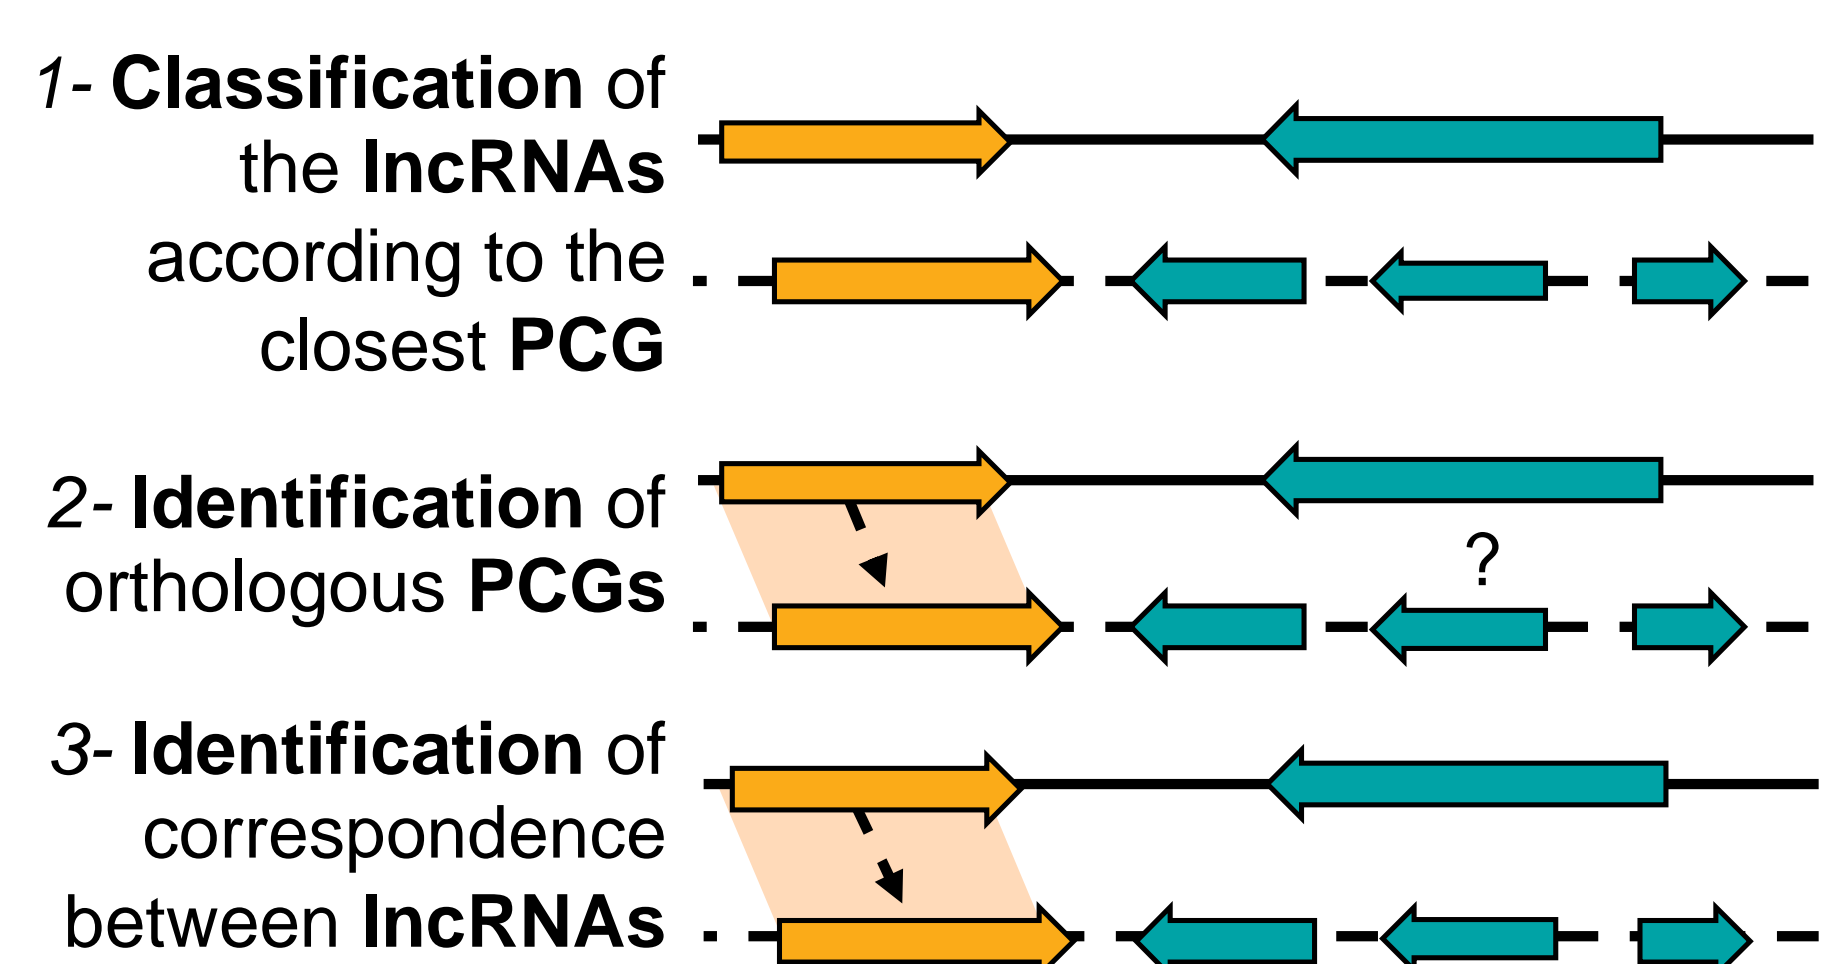 1- Classification of
the lncRNAs
according to the
closest PCG
2- Identification of
orthologous PCGs
?
3- Identification of
correspondence
between lncRNAs